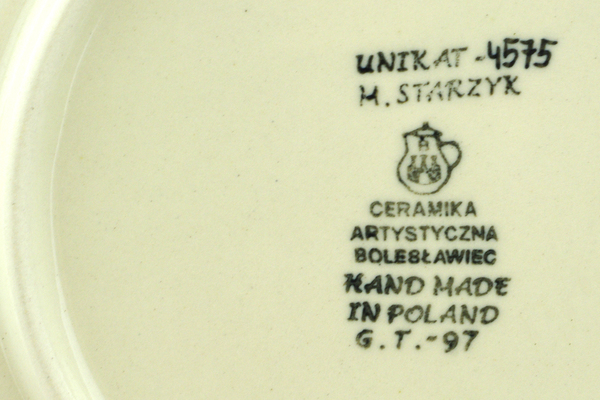 UNIKAT-4575
M. STARZYK
CERAMIKA
ARTYSTYCZNA
BOLESŁAWIEC
HAND MADE
IN POLAND
G.T.-97